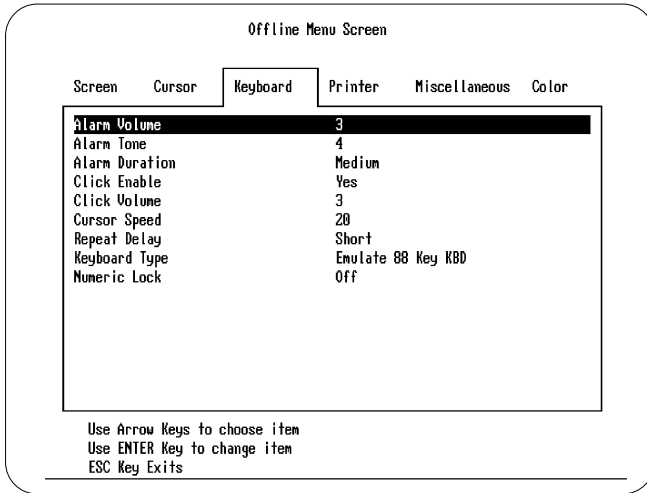 Offline Menu Screen
Screen Cursor Keyboard Printer Miscellaneous Color
Alarm Volume 3
Alarm Tone 4
Alarm Duration Medium
Click Enable Yes
Click Volume 3
Cursor Speed 20
Repeat Delay Short
Keyboard Type Emulate 88 Key KBD
Numeric Lock Off
Use Arrow Keys to choose item
Use ENTER Key to change item
ESC Key Exits